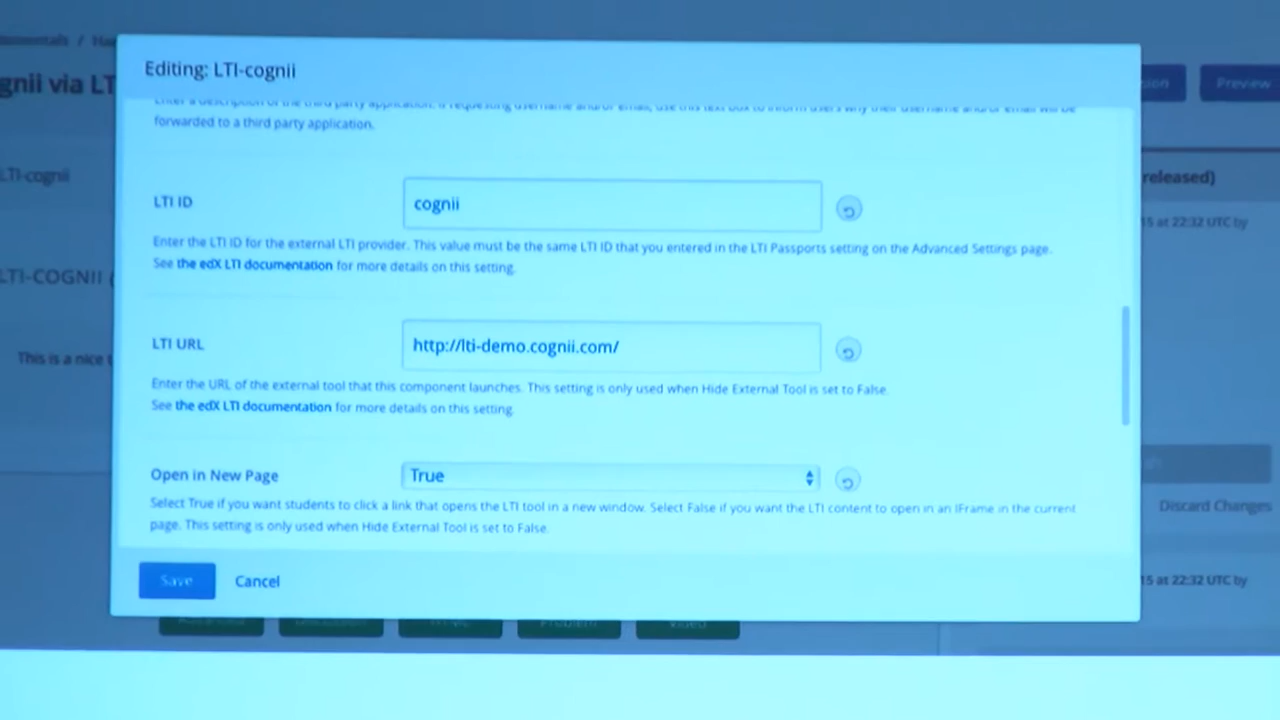 gnii via LT
Preview
Editing: LTI-cognii
Enter a description of the third party application. If requesting username and/or email, use this text box to inform users why their username and/or email will be
forwarded to a third party application.
LTI-cognii
released)
LTI ID
cognii
15 at 22:32 UTC by
Enter the LTI ID for the external LTI provider. This value must be the same LTI ID that you entered in the LTI Passports setting on the Advanced Settings page.
See the edX LTI documentation for more details on this setting.
LTI-COGNII (
LTI URL
http://lti-demo.cognii.com/
This is a nice
Enter the URL of the external tool that this component launches. This setting is only used when Hide External Tool is set to False.
See the edX LTI documentation for more details on this setting.
Open in New Page
True
Select True if you want students to click a link that opens the LTI tool in a new window. Select False if you want the LTI content to open in an IFrame in the current
page. This setting is only used when Hide External Tool is set to False.
Discard Changes
Save
Cancel
15 at 22:32 UTC by
Problem
Video